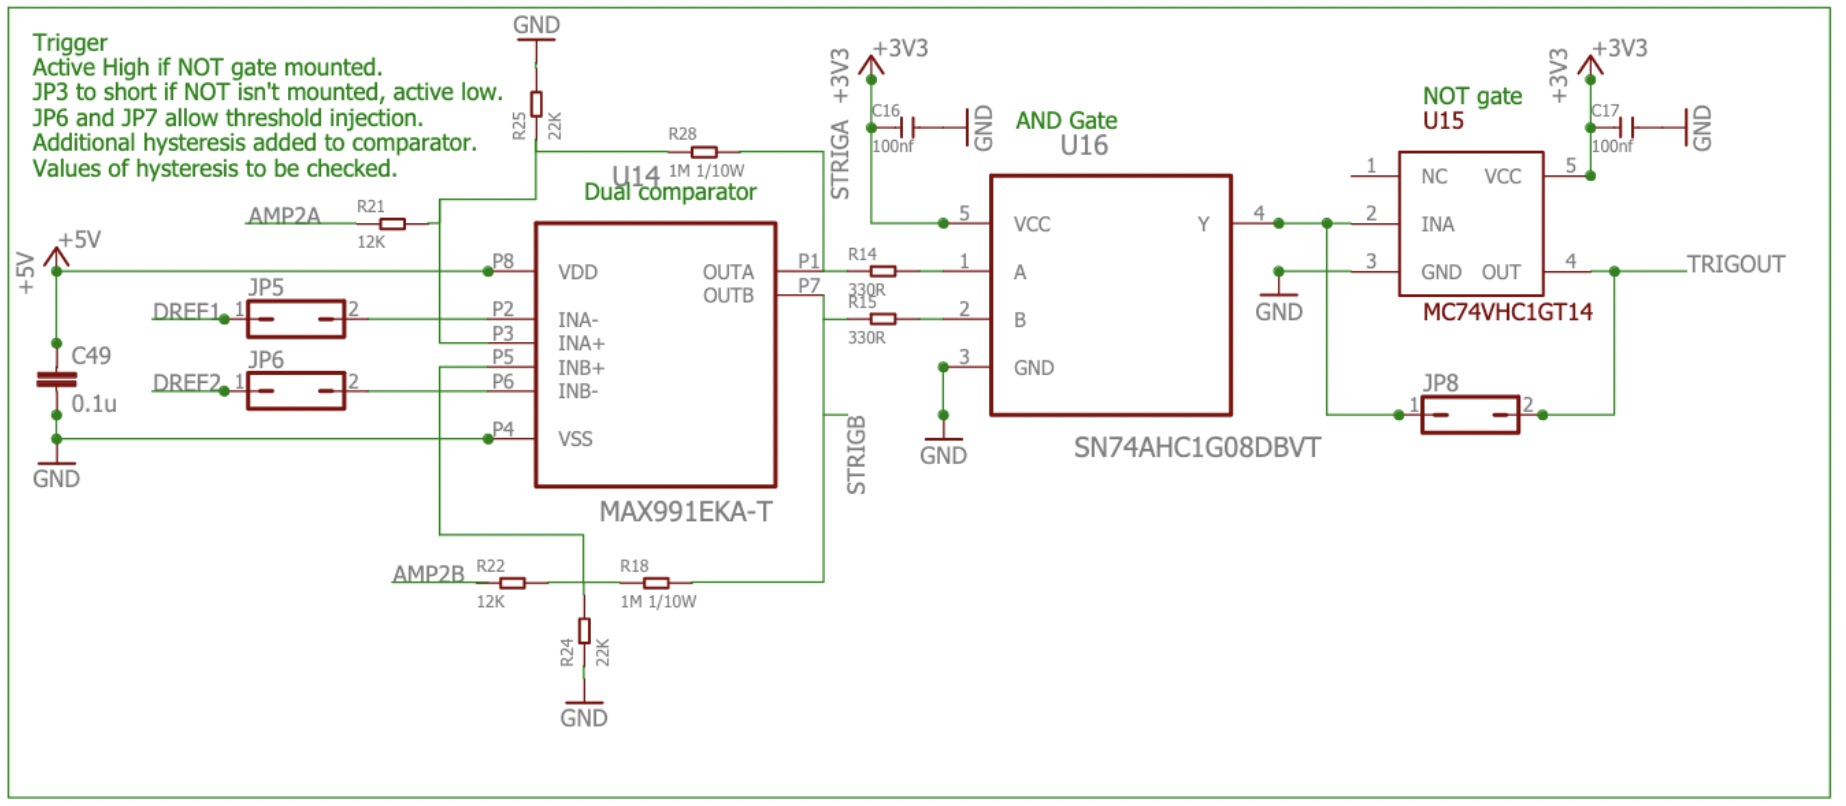 Trigger
Active High if NOT gate mounted.
JP3 to short if NOT isn't mounted, active low.
JP6 and JP7 allow threshold injection.
Additional hysteresis added to comparator.
Values of hysteresis to be checked.
GND
R25
22K
R28
1M 1/10W
U14
Dual comparator
AMP2A
R21
12K
+5V
+5V
P8
VDD
JP5
DREF1
1
2
P2
INA-
P3
INA+
P5
INB+
JP6
DREF2
1
2
P6
INB-
C49
0.1u
P4
VSS
GND
OUTA
P1
OUTB
P7
MAX991EKA-T
AMP2B
R22
12K
R18
1M 1/10W
R24
22K
GND
STRIGA
+3V3
+3V3
C16
100nf
GND
R14
330R
R15
330R
STRIGB
AND Gate
U16
5
VCC
1
A
2
B
3
GND
Y
4
GND
SN74AHC1G08DBVT
NOT gate
U15
+3V3
+3V3
C17
100nf
GND
1
NC
VCC
5
2
INA
3
GND
OUT
4
GND
MC74VHC1GT14
TRIGOUT
JP8
1
2